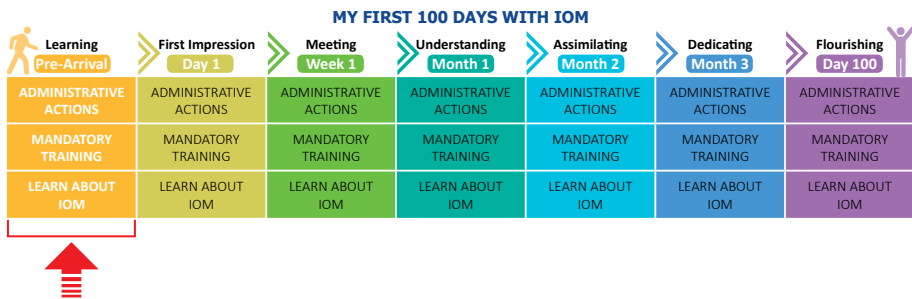 MY FIRST 100 DAYS WITH IOM
Learning First Impression Meeting Understanding Assimilating Dedicating Flourishing
Pre-Arrival Day 1 Week 1 Month 1 Month 2 Month 3 Day 100
ADMINISTRATIVE ADMINISTRATIVE ADMINISTRATIVE ADMINISTRATIVE ADMINISTRATIVE ADMINISTRATIVE ADMINISTRATIVE
ACTIONS ACTIONS ACTIONS ACTIONS ACTIONS ACTIONS ACTIONS
MANDATORY MANDATORY MANDATORY MANDATORY MANDATORY MANDATORY MANDATORY
TRAINING TRAINING TRAINING TRAINING TRAINING TRAINING TRAINING
LEARN ABOUT LEARN ABOUT LEARN ABOUT LEARN ABOUT LEARN ABOUT LEARN ABOUT LEARN ABOUT
IOM IOM IOM IOM IOM IOM IOM